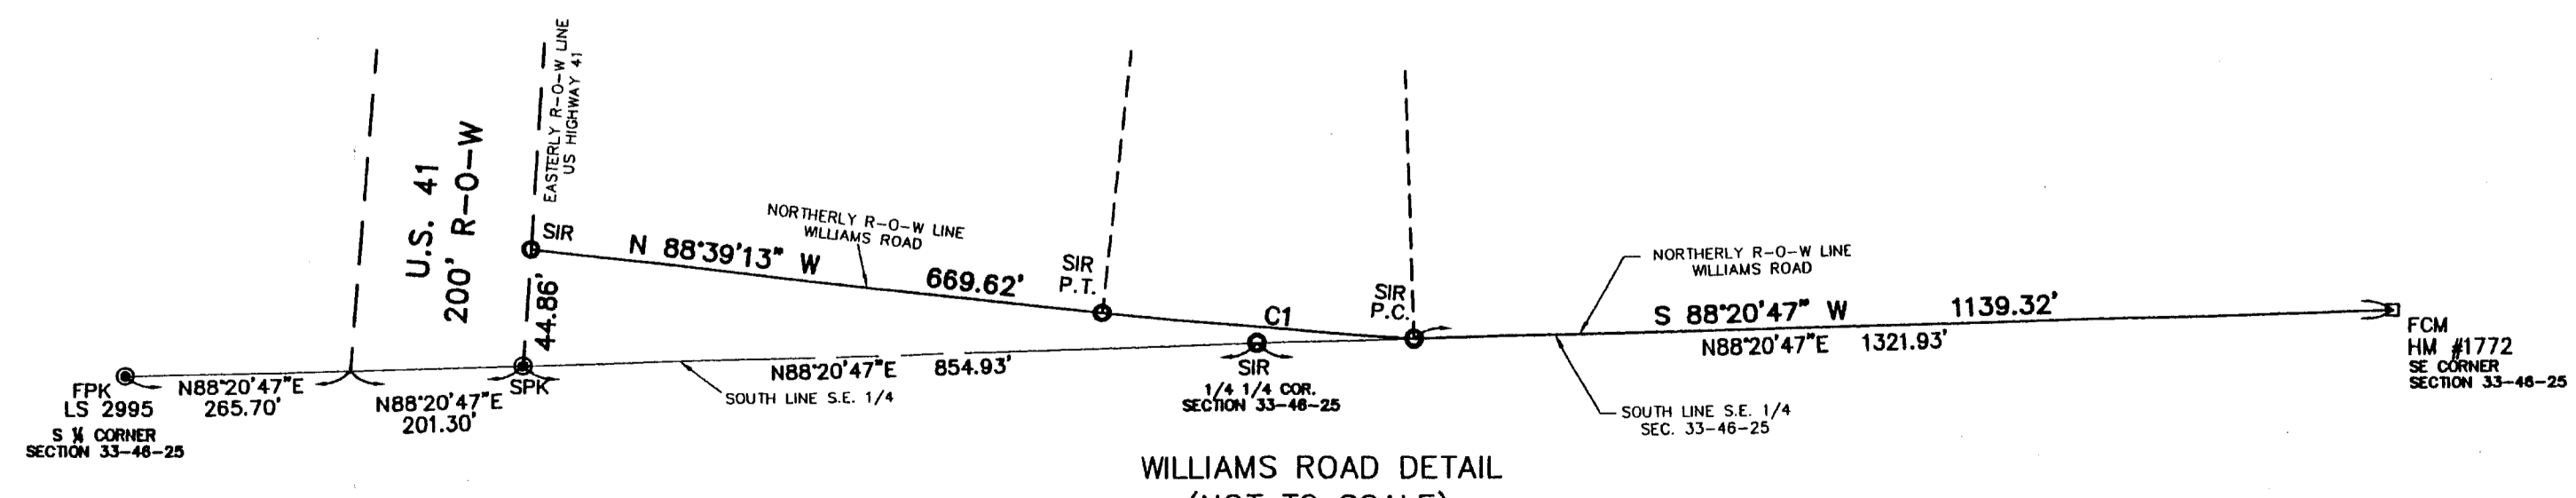 EASTERLY R-O-W LINE
US HIGHWAY 41
U.S. 41
200' R-O-W
SIR
44.86'
N 88°39'13" W 669.62'
NORTHERLY R-O-W LINE
WILLIAMS ROAD
SIR
P.T.
C1
SIR
P.C.
NORTHERLY R-O-W LINE
WILLIAMS ROAD
S 88°20'47" W 1139.32'
N88°20'47"E 1321.93'
FCM
HM #1772
SE CORNER
SECTION 33-46-25
FPK
LS 2995
S ¼ CORNER
SECTION 33-46-25
N88°20'47"E
265.70'
N88°20'47"E
201.30'
SPK
N88°20'47"E 854.93'
SOUTH LINE S.E. 1/4
SIR
1/4 1/4 COR.
SECTION 33-46-25
SOUTH LINE S.E. 1/4
SEC. 33-46-25
WILLIAMS ROAD DETAIL
(NOT TO SCALE)